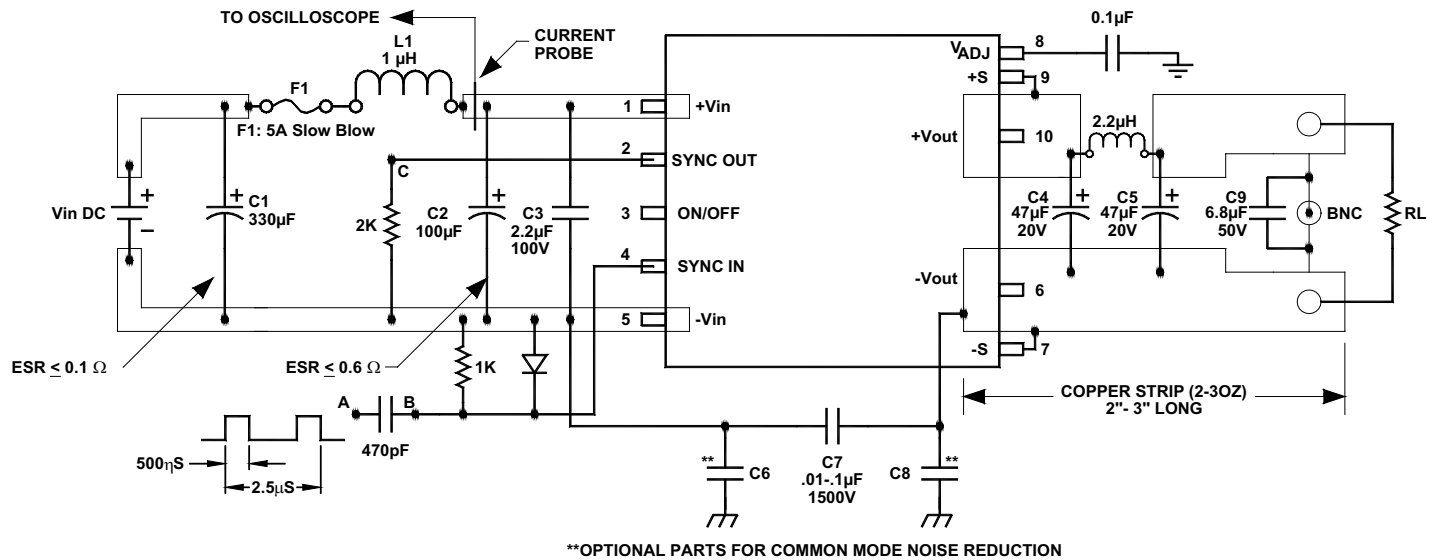 TO OSCILLOSCOPE
CURRENT
PROBE
L1
1 µH
F1
F1: 5A Slow Blow
0.1µF
VADJ
8
+S
9
1
+Vin
+Vout
10
2.2µH
2
SYNC OUT
C
Vin DC
+
−
+
C1
330µF
2K
+
C2
100µF
C3
2.2µF
100V
3
ON/OFF
+
C4
47µF
20V
+
C5
47µF
20V
C9
6.8µF
50V
BNC
RL
4
SYNC IN
-Vout
6
5
-Vin
-S
7
ESR ≤ 0.1 Ω
ESR ≤ 0.6 Ω
1K
COPPER STRIP (2-3OZ)
2"- 3" LONG
A
B
470pF
500ηS
2.5µS
**
C6
C7
.01-.1µF
1500V
C8
**
**OPTIONAL PARTS FOR COMMON MODE NOISE REDUCTION